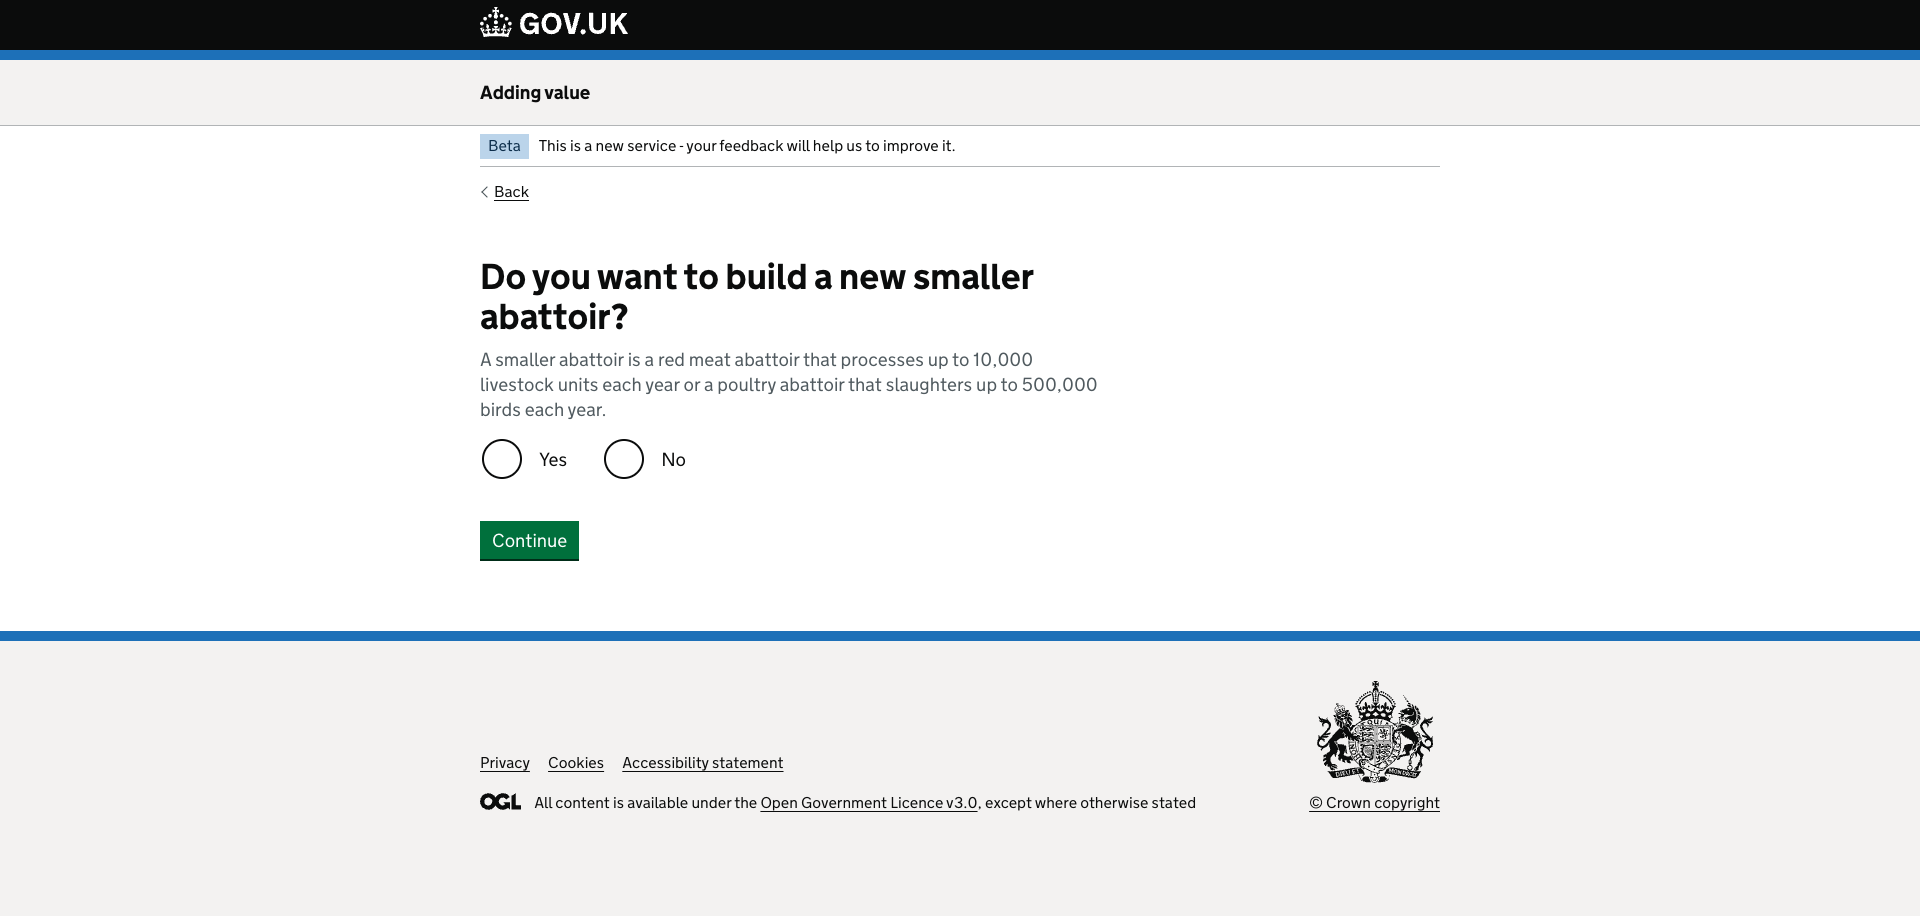 GOV.UK
Adding value
Beta This is a new service - your feedback will help us to improve it.
Back
Do you want to build a new smaller
abattoir?
A smaller abattoir is a red meat abattoir that processes up to 10,000
livestock units each year or a poultry abattoir that slaughters up to 500,000
birds each year.
Yes No
Continue
Privacy Cookies Accessibility statement
OGL All content is available under the Open Government Licence v3.0, except where otherwise stated
© Crown copyright